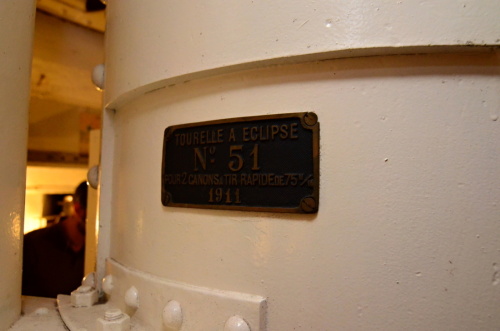 TOURELLE A ECLIPSE
Nº 51
POUR 2 CANONS A TIR RAPIDE DE 75
1911